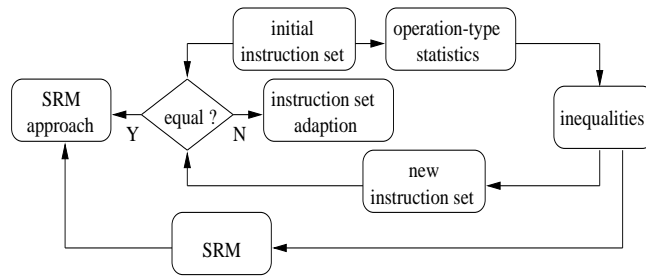 initial
instruction set
operation-type
statistics
SRM
approach
Y
equal ?
N
instruction set
adaption
inequalities
new
instruction set
SRM